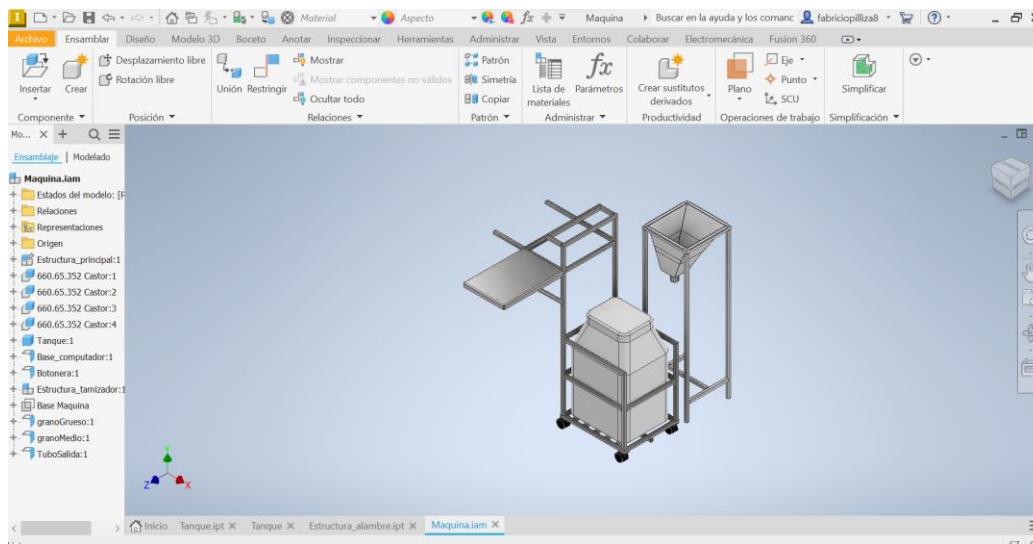 Material Aspecto Maquina Buscar en la ayuda y los comanc fabriciopilliza8
Archivo Ensamblar Diseño Modelo 3D Boceto Anotar Inspeccionar Herramientas Administrar Vista Entornos Colaborar Electromecánica Fusion 360
Insertar Crear Desplazamiento libre Rotación libre Unión Restringir Mostrar Mostrar componentes no válidos Ocultar todo Patrón Simetría Copiar Lista de materiales Parámetros Crear sustitutos derivados Plano Eje Punto SCU Simplificar
Componente Posición Relaciones Patrón Administrar Productividad Operaciones de trabajo Simplificación
Mo... X +
Ensamblaje | Modelado
Maquina.iam
Estados del modelo: [P
Relaciones
Representaciones
Origen
Estructura_principal:1
660.65.352 Castor:1
660.65.352 Castor:2
660.65.352 Castor:3
660.65.352 Castor:4
Tanque:1
Base_computador:1
Botonera:1
Estructura_tamizador:1
Base Maquina
granoGrueso:1
granoMedio:1
TuboSalida:1
Y
Z X
Inicio Tanque.ipt X Tanque X Estructura_alambre.ipt X Maquina.iam X